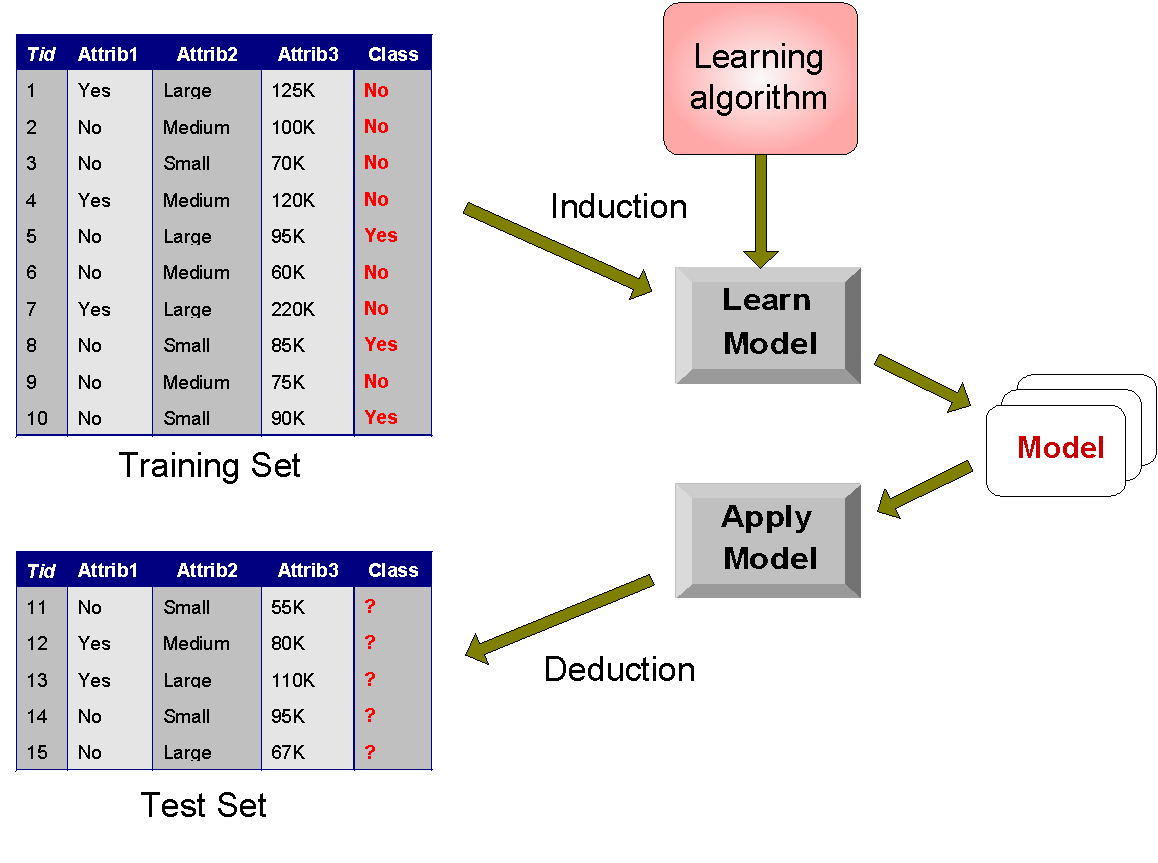 Tid Attrib1 Attrib2 Attrib3 Class
1 Yes Large 125K No
2 No Medium 100K No
3 No Small 70K No
4 Yes Medium 120K No
5 No Large 95K Yes
6 No Medium 60K No
7 Yes Large 220K No
8 No Small 85K Yes
9 No Medium 75K No
10 No Small 90K Yes
Training Set
Learning
algorithm
Induction
Learn
Model
Model
Apply
Model
Deduction
Tid Attrib1 Attrib2 Attrib3 Class
11 No Small 55K ?
12 Yes Medium 80K ?
13 Yes Large 110K ?
14 No Small 95K ?
15 No Large 67K ?
Test Set